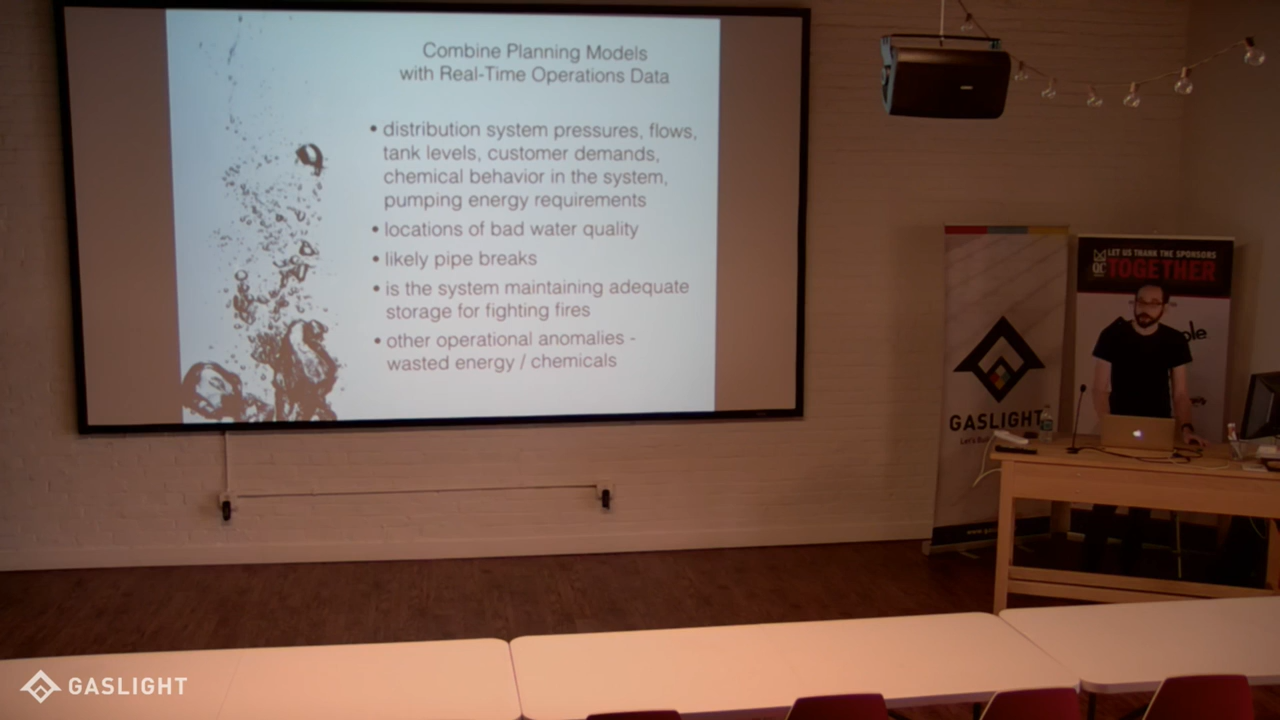 Combine Planning Models
with Real-Time Operations Data
• distribution system pressures, flows,
tank levels, customer demands,
chemical behavior in the system,
pumping energy requirements
• locations of bad water quality
• likely pipe breaks
• is the system maintaining adequate
storage for fighting fires
• other operational anomalies -
wasted energy / chemicals
LET US THANK THE SPONSORS
QC
TOGETHER
GASLIGHT
Let's
GASLIGHT